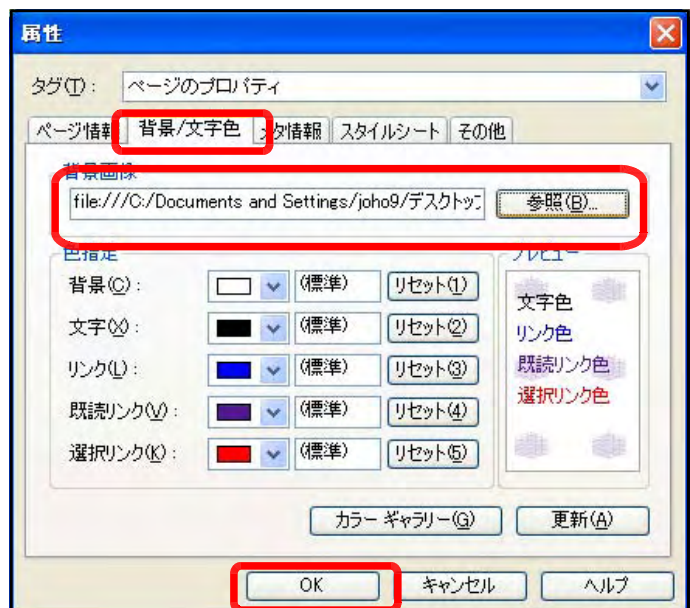 属性
タグ(T): ページのプロパティ
ページ情報 背景/文字色 メタ情報 スタイルシート その他
背景画像
file:///C:/Documents and Settings/joho9/デスクトップ 参照(B)...
色指定 プレビュー
背景(C): (標準) リセット(1)
文字(X): (標準) リセット(2)
リンク(L): (標準) リセット(3)
既読リンク(V): (標準) リセット(4)
選択リンク(K): (標準) リセット(5)
文字色
リンク色
既読リンク色
選択リンク色
カラー ギャラリー(G) 更新(A)
OK キャンセル ヘルプ